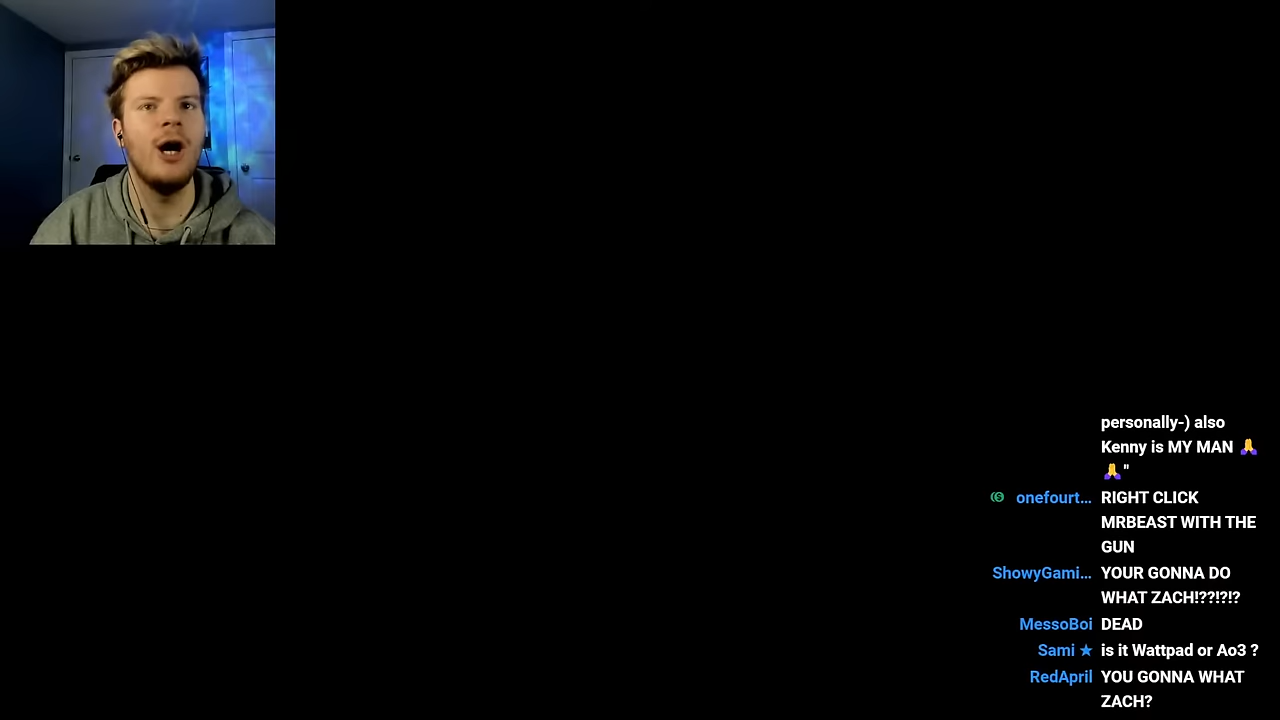 personally-) also
Kenny is MY MAN 🙏
🙏"
onefourt... RIGHT CLICK
MRBEAST WITH THE
GUN
ShowyGami... YOUR GONNA DO
WHAT ZACH!??!?!?
MessoBoi DEAD
Sami ★ is it Wattpad or Ao3 ?
RedApril YOU GONNA WHAT
ZACH?